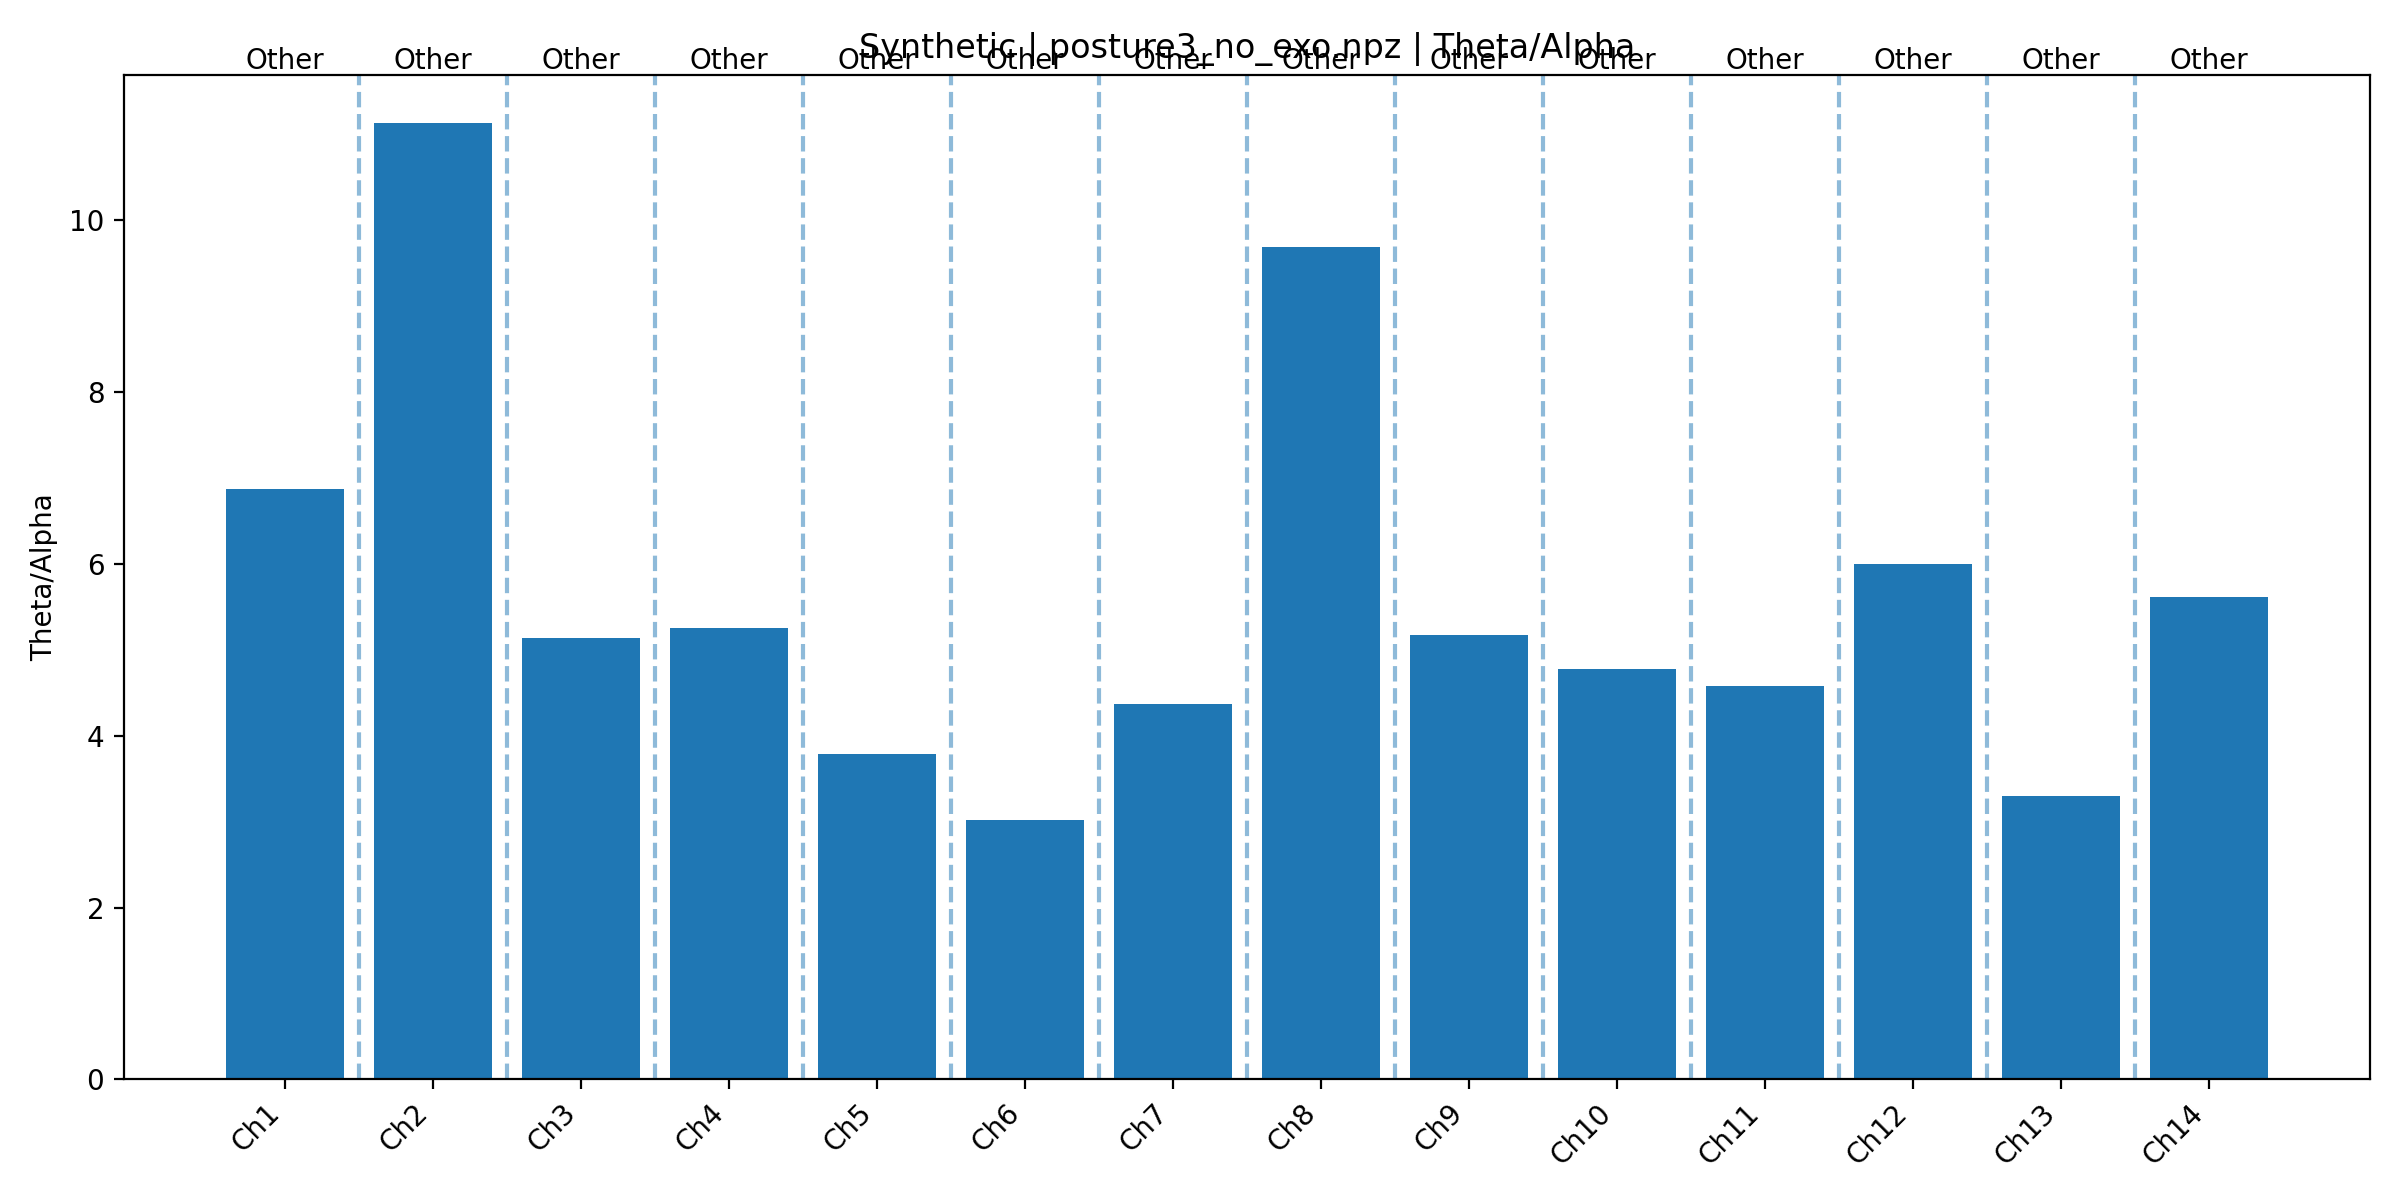 Synthetic | posture3_no_exo.npz | Theta/Alpha
Other Other Other Other Other Other Other Other Other Other Other Other Other Other
10
8
6
4
2
0
Theta/Alpha
Ch1 Ch2 Ch3 Ch4 Ch5 Ch6 Ch7 Ch8 Ch9 Ch10 Ch11 Ch12 Ch13 Ch14